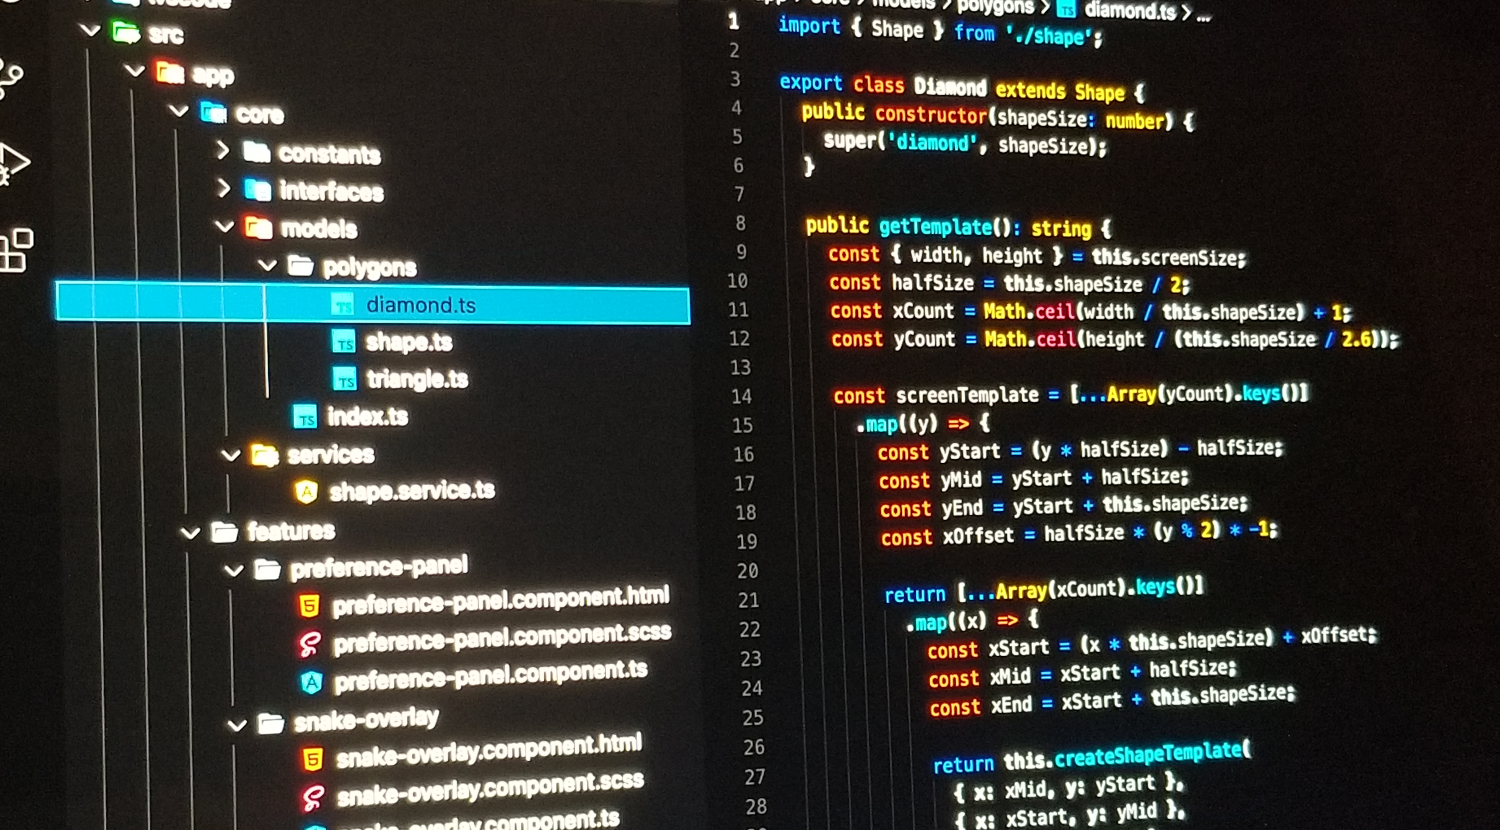 src
app
core
constants
interfaces
models
polygons
diamond.ts
shape.ts
triangle.ts
index.ts
services
shape.service.ts
features
preference-panel
preference-panel.component.html
preference-panel.component.scss
preference-panel.component.ts
snake-overlay
snake-overlay.component.html
snake-overlay.component.scss
snake-overlay.component.ts
models > polygons > TS diamond.ts > ...
1 import { Shape } from './shape';
2
3 export class Diamond extends Shape {
4 public constructor(shapeSize: number) {
5 super('diamond', shapeSize);
6 }
7
8 public getTemplate(): string {
9 const { width, height } = this.screenSize;
10 const halfSize = this.shapeSize / 2;
11 const xCount = Math.ceil(width / this.shapeSize) + 1;
12 const yCount = Math.ceil(height / (this.shapeSize / 2.6));
13
14 const screenTemplate = [...Array(yCount).keys()]
15 .map((y) => {
16 const yStart = (y * halfSize) - halfSize;
17 const yMid = yStart + halfSize;
18 const yEnd = yStart + this.shapeSize;
19 const xOffset = halfSize * (y % 2) * -1;
20
21 return [...Array(xCount).keys()]
22 .map((x) => {
23 const xStart = (x * this.shapeSize) + xOffset;
24 const xMid = xStart + halfSize;
25 const xEnd = xStart + this.shapeSize;
26
27 return this.createShapeTemplate(
28 { x: xMid, y: yStart },
{ x: xStart, y: yMid },